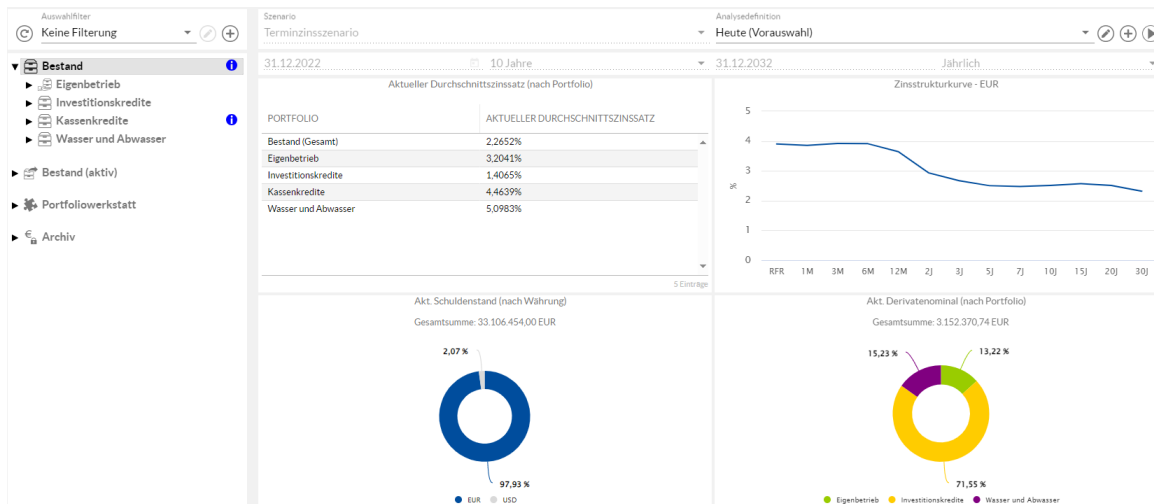 Auswahlfilter
Keine Filterung
Bestand
Eigenbetrieb
Investitionskredite
Kassenkredite
Wasser und Abwasser
Bestand (aktiv)
Portfoliowerkstatt
Archiv
Szenario
Terminzinsszenario
Analysedefinition
Heute (Vorauswahl)
31.12.2022 10 Jahre 31.12.2032 Jährlich
Aktueller Durchschnittszinssatz (nach Portfolio)
PORTFOLIO AKTUELLER DURCHSCHNITTSZINSSATZ
Bestand (Gesamt) 2,2652%
Eigenbetrieb 3,2041%
Investitionskredite 1,4065%
Kassenkredite 4,4639%
Wasser und Abwasser 5,0983%
5 Einträge
Zinsstrukturkurve - EUR
5
4
3
%
2
1
0
RFR 1M 3M 6M 12M 2J 3J 5J 7J 10J 15J 20J 30J
Akt. Schuldenstand (nach Währung)
Gesamtsumme: 33.106.454,00 EUR
2,07 %
97,93 %
EUR USD
Akt. Derivatenominal (nach Portfolio)
Gesamtsumme: 3.152.370,74 EUR
15,23 % 13,22 %
71,55 %
Eigenbetrieb Investitionskredite Wasser und Abwasser